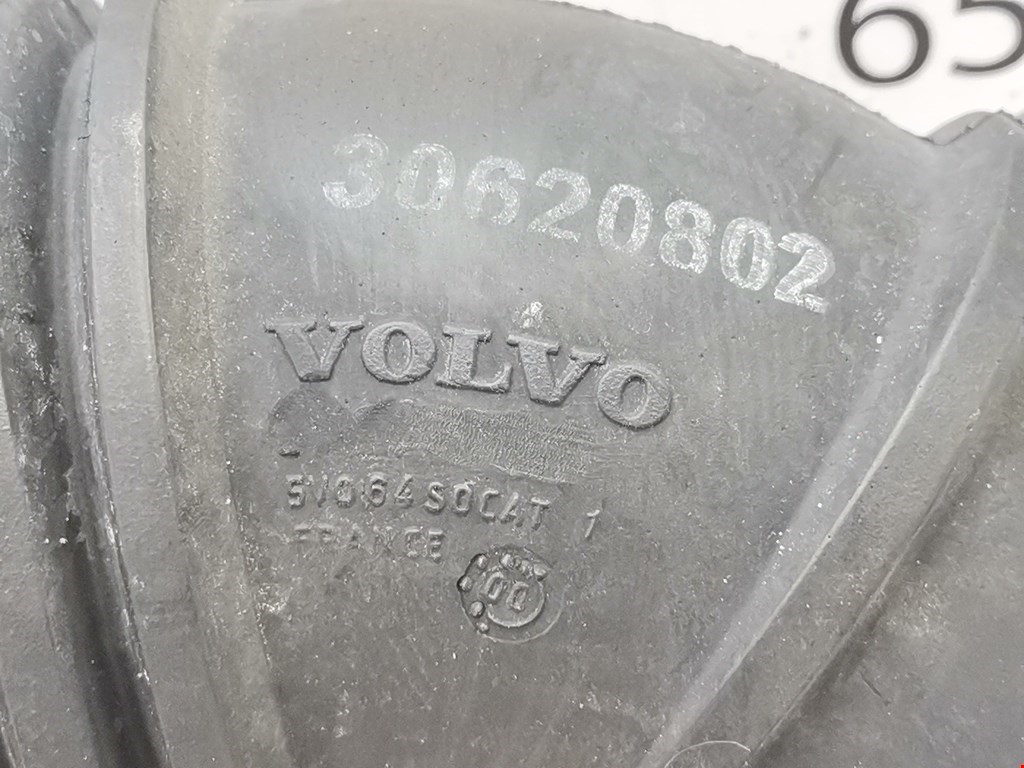 65
30620802
VOLVO
5V064SOCAT 1
FRANCE
00